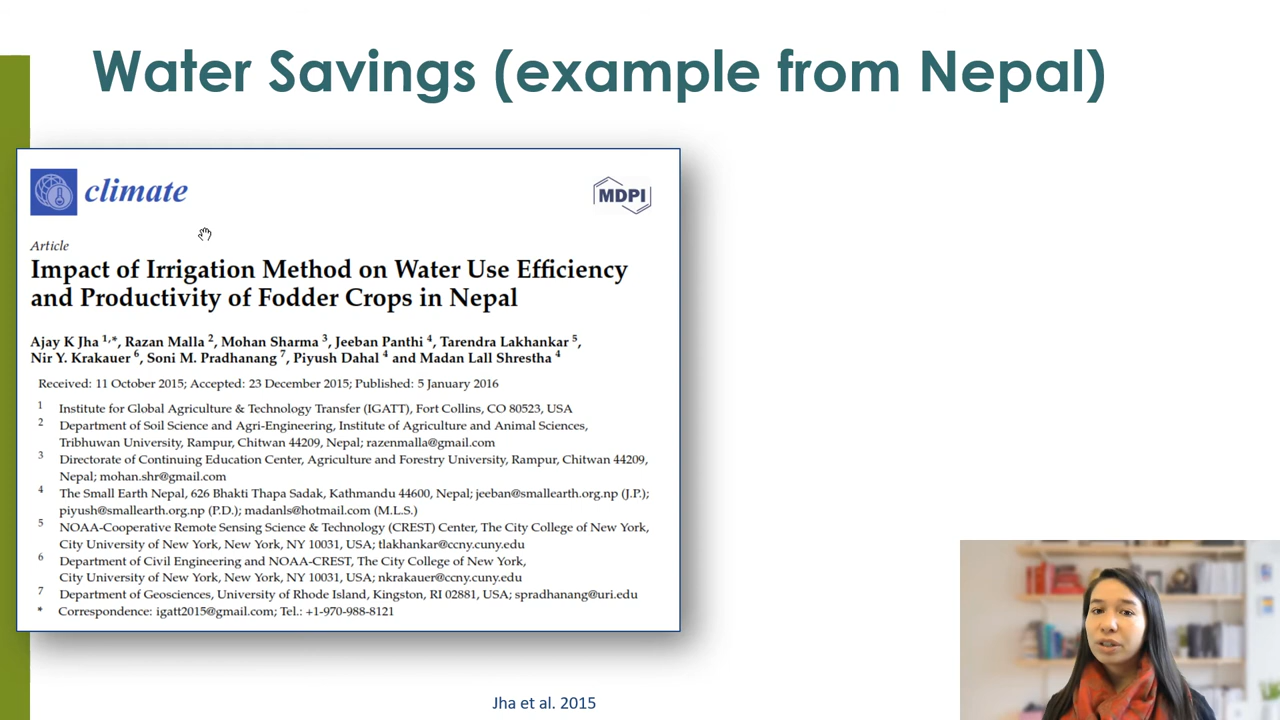 Water Savings (example from Nepal)
climate
MDPI
Article
Impact of Irrigation Method on Water Use Efficiency
and Productivity of Fodder Crops in Nepal
Ajay K Jha 1,*, Razan Malla 2, Mohan Sharma 3, Jeeban Panthi 4, Tarendra Lakhankar 5,
Nir Y. Krakauer 6, Soni M. Pradhanang 7, Piyush Dahal 4 and Madan Lall Shrestha 4
Received: 11 October 2015; Accepted: 23 December 2015; Published: 5 January 2016
1 Institute for Global Agriculture & Technology Transfer (IGATT), Fort Collins, CO 80523, USA
2 Department of Soil Science and Agri-Engineering, Institute of Agriculture and Animal Sciences,
Tribhuwan University, Rampur, Chitwan 44209, Nepal; razenmalla@gmail.com
3 Directorate of Continuing Education Center, Agriculture and Forestry University, Rampur, Chitwan 44209,
Nepal; mohan.shr@gmail.com
4 The Small Earth Nepal, 626 Bhakti Thapa Sadak, Kathmandu 44600, Nepal; jeeban@smallearth.org.np (J.P.);
piyush@smallearth.org.np (P.D.); madanls@hotmail.com (M.L.S.)
5 NOAA-Cooperative Remote Sensing Science & Technology (CREST) Center, The City College of New York,
City University of New York, New York, NY 10031, USA; tlakhankar@ccny.cuny.edu
6 Department of Civil Engineering and NOAA-CREST, The City College of New York,
City University of New York, New York, NY 10031, USA; nkrakauer@ccny.cuny.edu
7 Department of Geosciences, University of Rhode Island, Kingston, RI 02881, USA; spradhanang@uri.edu
* Correspondence: igatt2015@gmail.com; Tel.: +1-970-988-8121
Jha et al. 2015